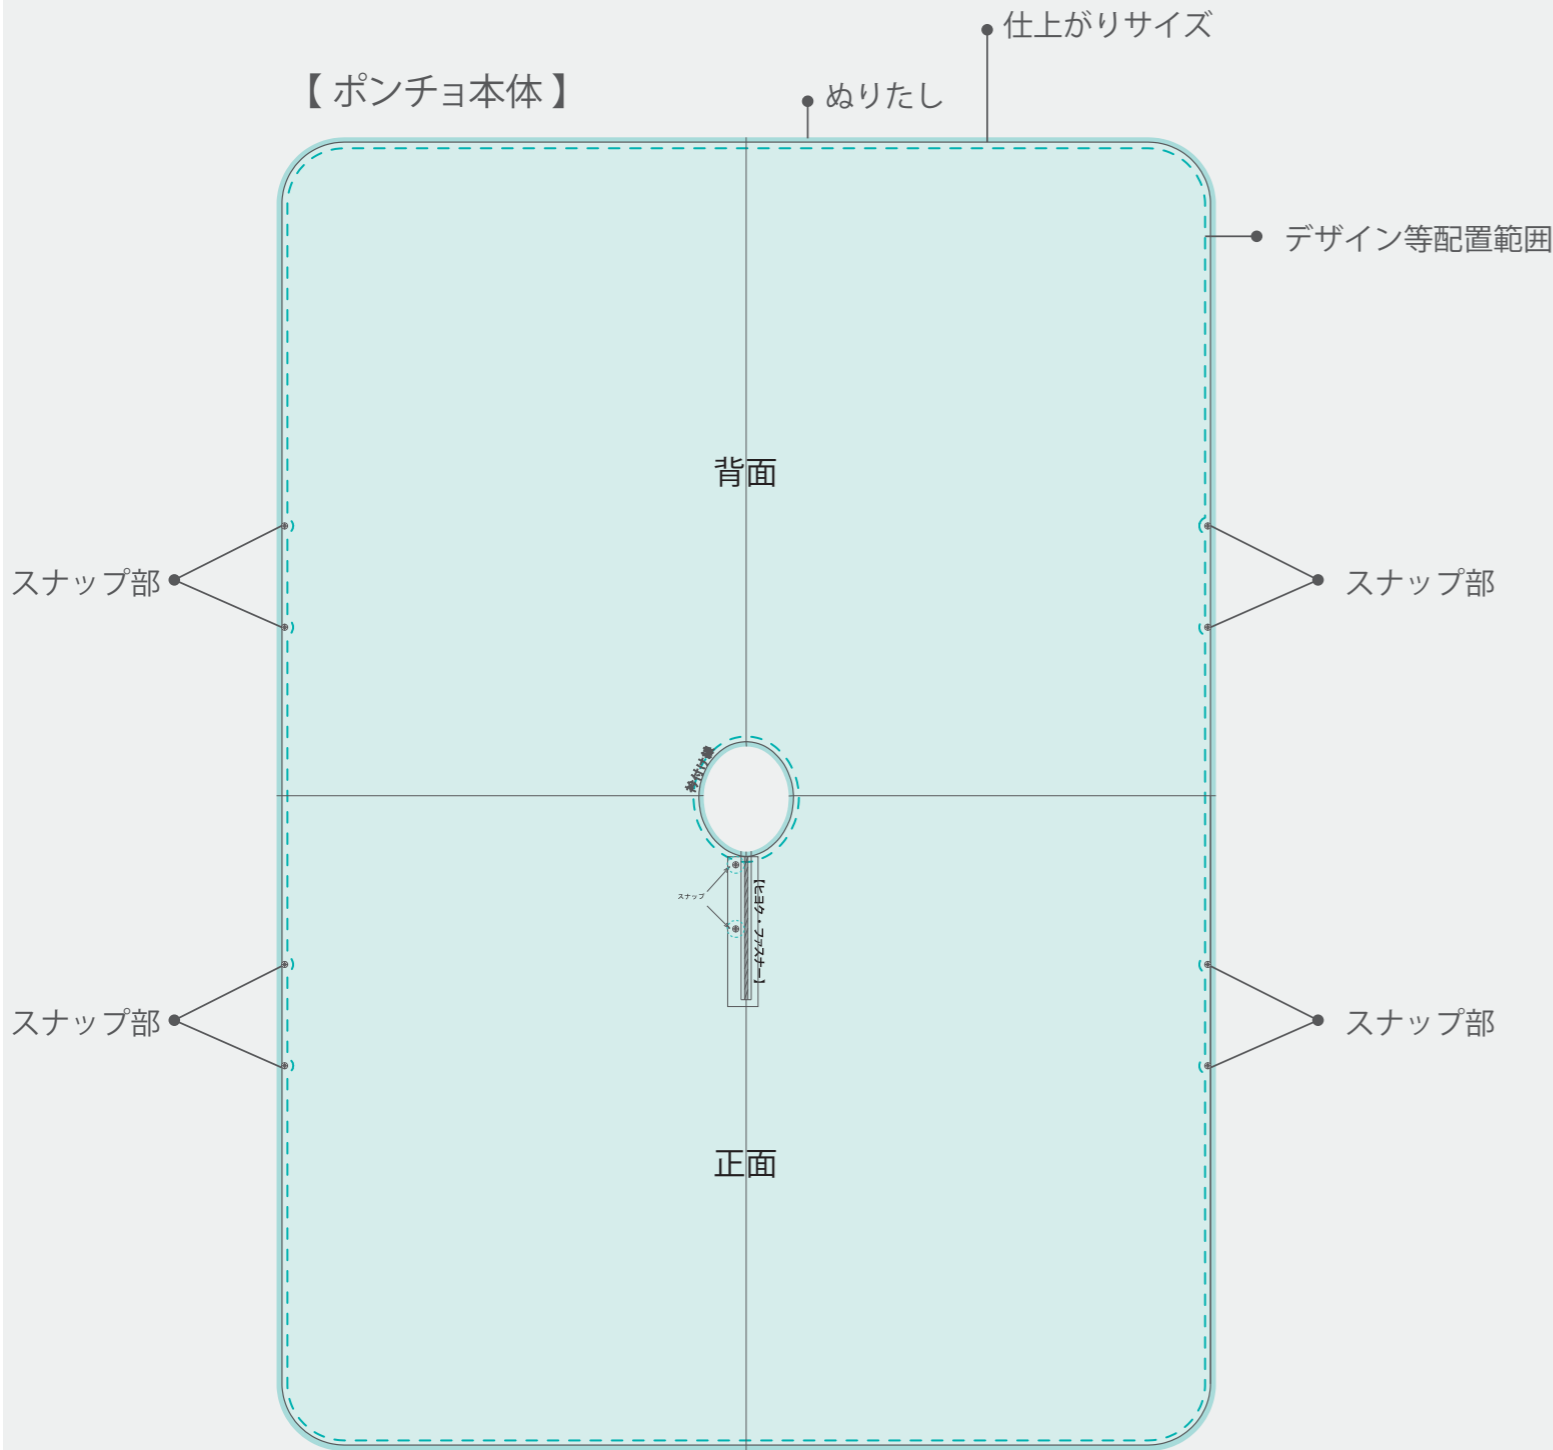 仕上がりサイズ
【 ポンチョ本体 】
ぬりたし
デザイン等配置範囲
背面
スナップ部
スナップ部
スナップ
【ヒヨク・ファスナー】
スナップ部
スナップ部
正面